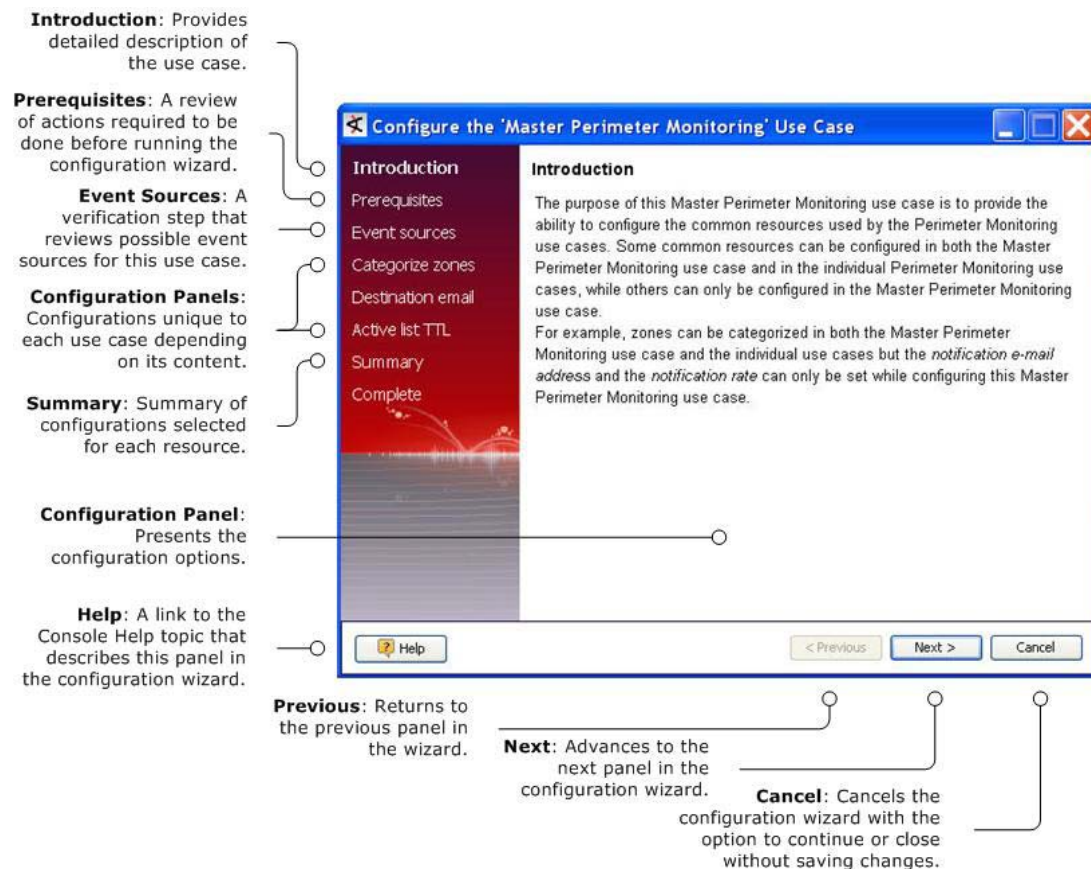 Introduction: Provides
detailed description of
the use case.
Prerequisites: A review
of actions required to be
done before running the
configuration wizard.
Event Sources: A
verification step that
reviews possible event
sources for this use case.
Configuration Panels:
Configurations unique to
each use case depending
on its content.
Summary: Summary of
configurations selected
for each resource.
Configuration Panel:
Presents the
configuration options.
Help: A link to the
Console Help topic that
describes this panel in
the configuration wizard.
Configure the 'Master Perimeter Monitoring' Use Case
Introduction
Prerequisites
Event sources
Categorize zones
Destination email
Active list TTL
Summary
Complete
Introduction
The purpose of this Master Perimeter Monitoring use case is to provide the
ability to configure the common resources used by the Perimeter Monitoring
use cases. Some common resources can be configured in both the Master
Perimeter Monitoring use case and in the individual Perimeter Monitoring use
cases, while others can only be configured in the Master Perimeter Monitoring
use case.
For example, zones can be categorized in both the Master Perimeter
Monitoring use case and the individual use cases but the notification e-mail
address and the notification rate can only be set while configuring this Master
Perimeter Monitoring use case.
Help
< Previous
Next >
Cancel
Previous: Returns to
the previous panel in
the wizard.
Next: Advances to the
next panel in the
configuration wizard.
Cancel: Cancels the
configuration wizard with the
option to continue or close
without saving changes.